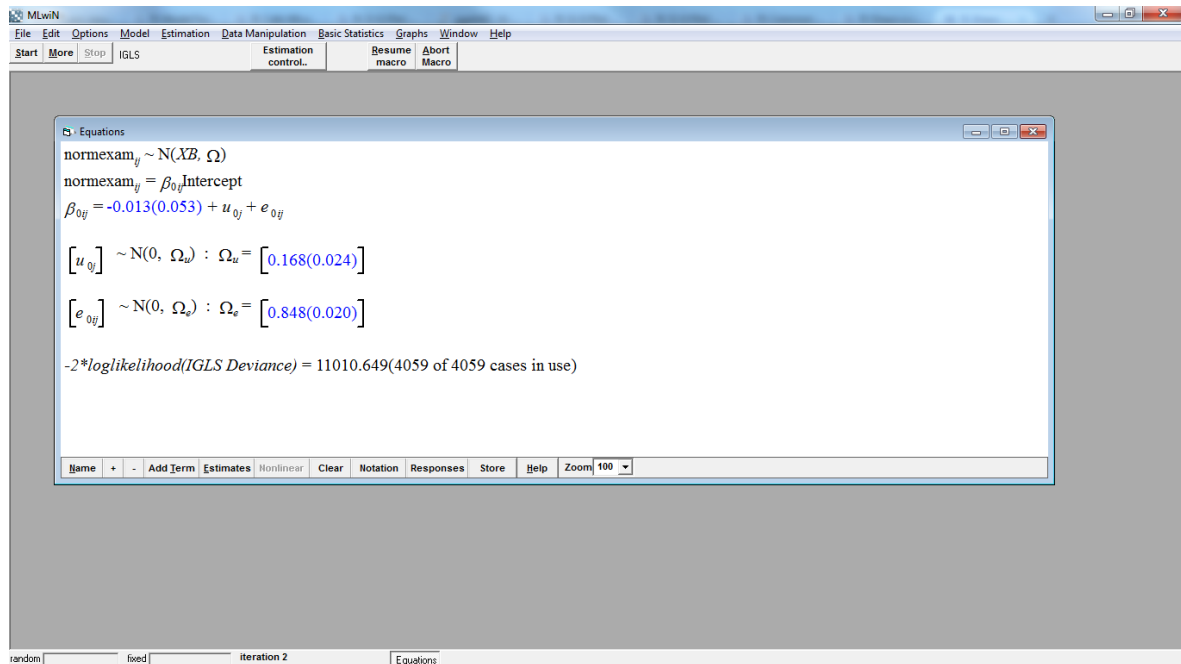 MLwiN
File Edit Options Model Estimation Data Manipulation Basic Statistics Graphs Window Help
Start More Stop IGLS Estimation control.. Resume macro Abort Macro
Equations
normexam_ij ~ N(XB, Ω)
normexam_ij = β_0ij Intercept
β_0ij = -0.013(0.053) + u_0j + e_0ij
[u_0j] ~ N(0, Ω_u) : Ω_u = [0.168(0.024)]
[e_0ij] ~ N(0, Ω_e) : Ω_e = [0.848(0.020)]
-2*loglikelihood(IGLS Deviance) = 11010.649(4059 of 4059 cases in use)
Name + - Add Term Estimates Nonlinear Clear Notation Responses Store Help Zoom 100
random fixed iteration 2 Equations